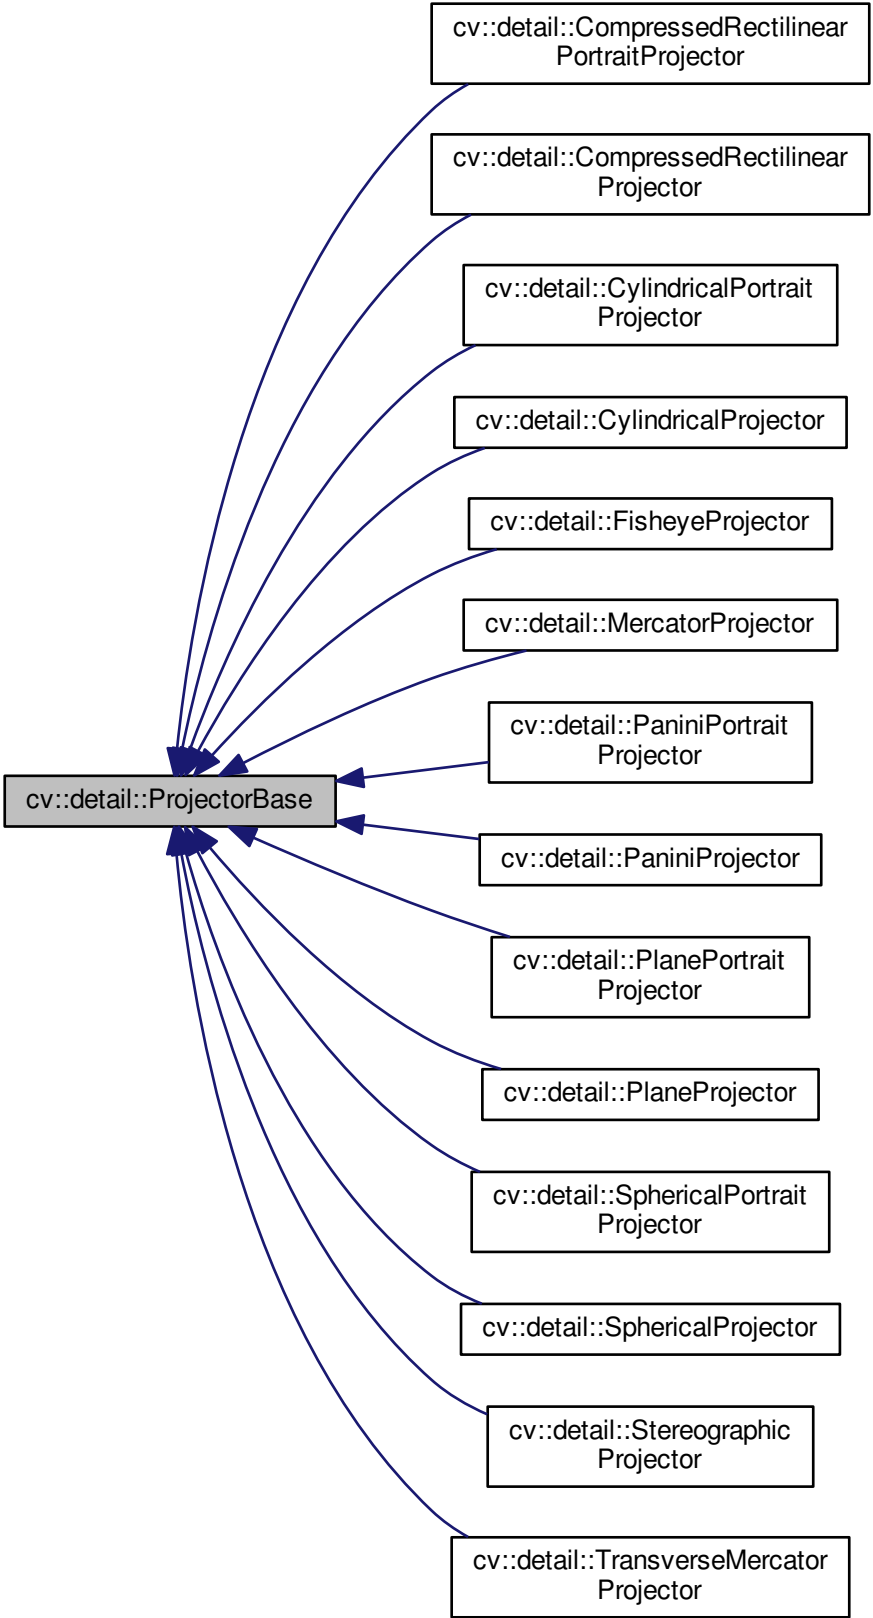 cv::detail::CompressedRectilinear
PortraitProjector
cv::detail::CompressedRectilinear
Projector
cv::detail::CylindricalPortrait
Projector
cv::detail::CylindricalProjector
cv::detail::FisheyeProjector
cv::detail::MercatorProjector
cv::detail::PaniniPortrait
Projector
cv::detail::ProjectorBase
cv::detail::PaniniProjector
cv::detail::PlanePortrait
Projector
cv::detail::PlaneProjector
cv::detail::SphericalPortrait
Projector
cv::detail::SphericalProjector
cv::detail::Stereographic
Projector
cv::detail::TransverseMercator
Projector